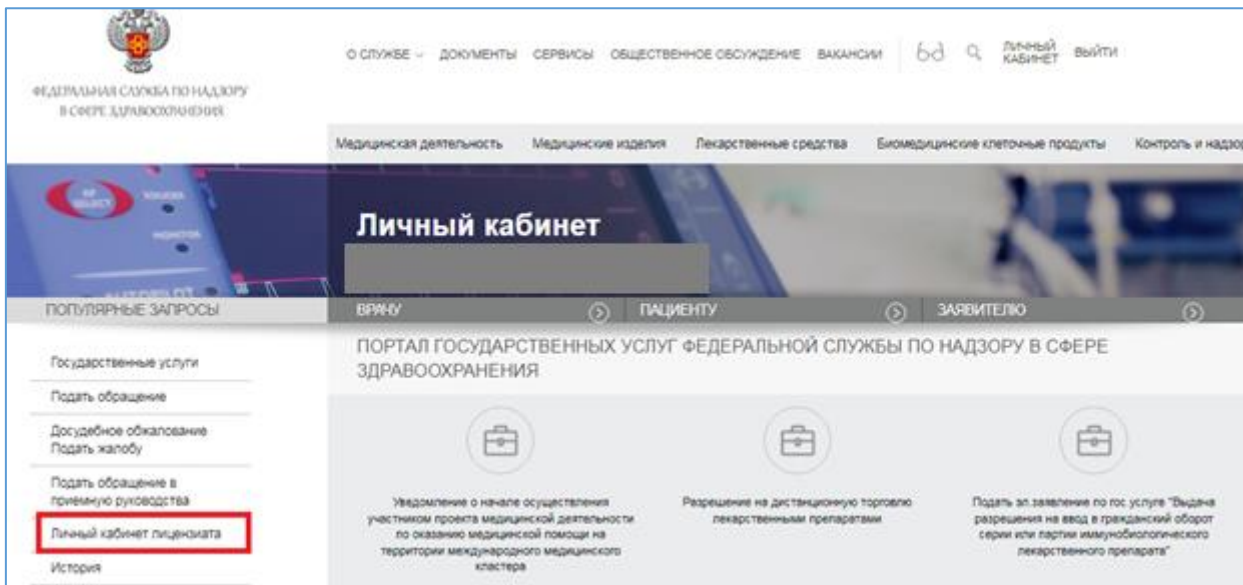 О СЛУЖБЕ ДОКУМЕНТЫ СЕРВИСЫ ОБЩЕСТВЕННОЕ ОБСУЖДЕНИЕ ВАКАНСИИ ЛИЧНЫЙ
КАБИНЕТ ВЫЙТИ
ФЕДЕРАЛЬНАЯ СЛУЖБА ПО НАДЗОРУ
В СФЕРЕ ЗДРАВООХРАНЕНИЯ
Медицинская деятельность Медицинские изделия Лекарственные средства Биомедицинские клеточные продукты Контроль и надзор
Личный кабинет
ПОПУЛЯРНЫЕ ЗАПРОСЫ
ВРАЧУ ПАЦИЕНТУ ЗАЯВИТЕЛЮ
Государственные услуги
Подать обращение
Досудебное обжалование
Подать жалобу
Подать обращение в
приемную руководства
Личный кабинет лицензиата
История
ПОРТАЛ ГОСУДАРСТВЕННЫХ УСЛУГ ФЕДЕРАЛЬНОЙ СЛУЖБЫ ПО НАДЗОРУ В СФЕРЕ
ЗДРАВООХРАНЕНИЯ
Уведомление о начале осуществления
участником проекта медицинской деятельности
по оказанию медицинской помощи на
территории международного медицинского
кластера
Разрешение на дистанционную торговлю
лекарственными препаратами
Подать эл.заявление по гос.услуге "Выдача
разрешения на ввод в гражданский оборот
серии или партии иммунобиологического
лекарственного препарата"